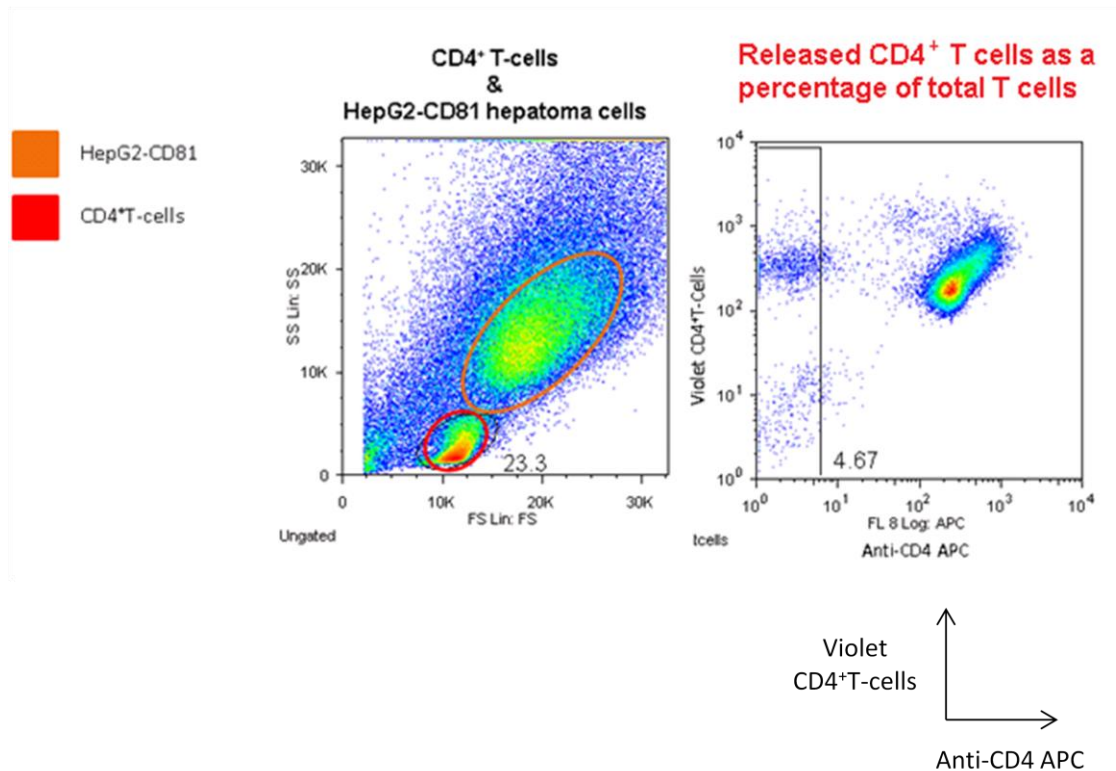 CD4⁺ T-cells
&
HepG2-CD81 hepatoma cells
Released CD4⁺ T cells as a
percentage of total T cells
HepG2-CD81
CD4⁺T-cells
SS Lin: SS
30K
20K
10K
0
0
10K
20K
30K
23.3
FS Lin: FS
Ungated
Violet CD4⁺T-Cells
10⁴
10³
10²
10¹
10⁰
10⁰
10¹
10²
10³
10⁴
4.67
FL 8 Log: APC
tcells
Anti-CD4 APC
Violet
CD4⁺T-cells
Anti-CD4 APC